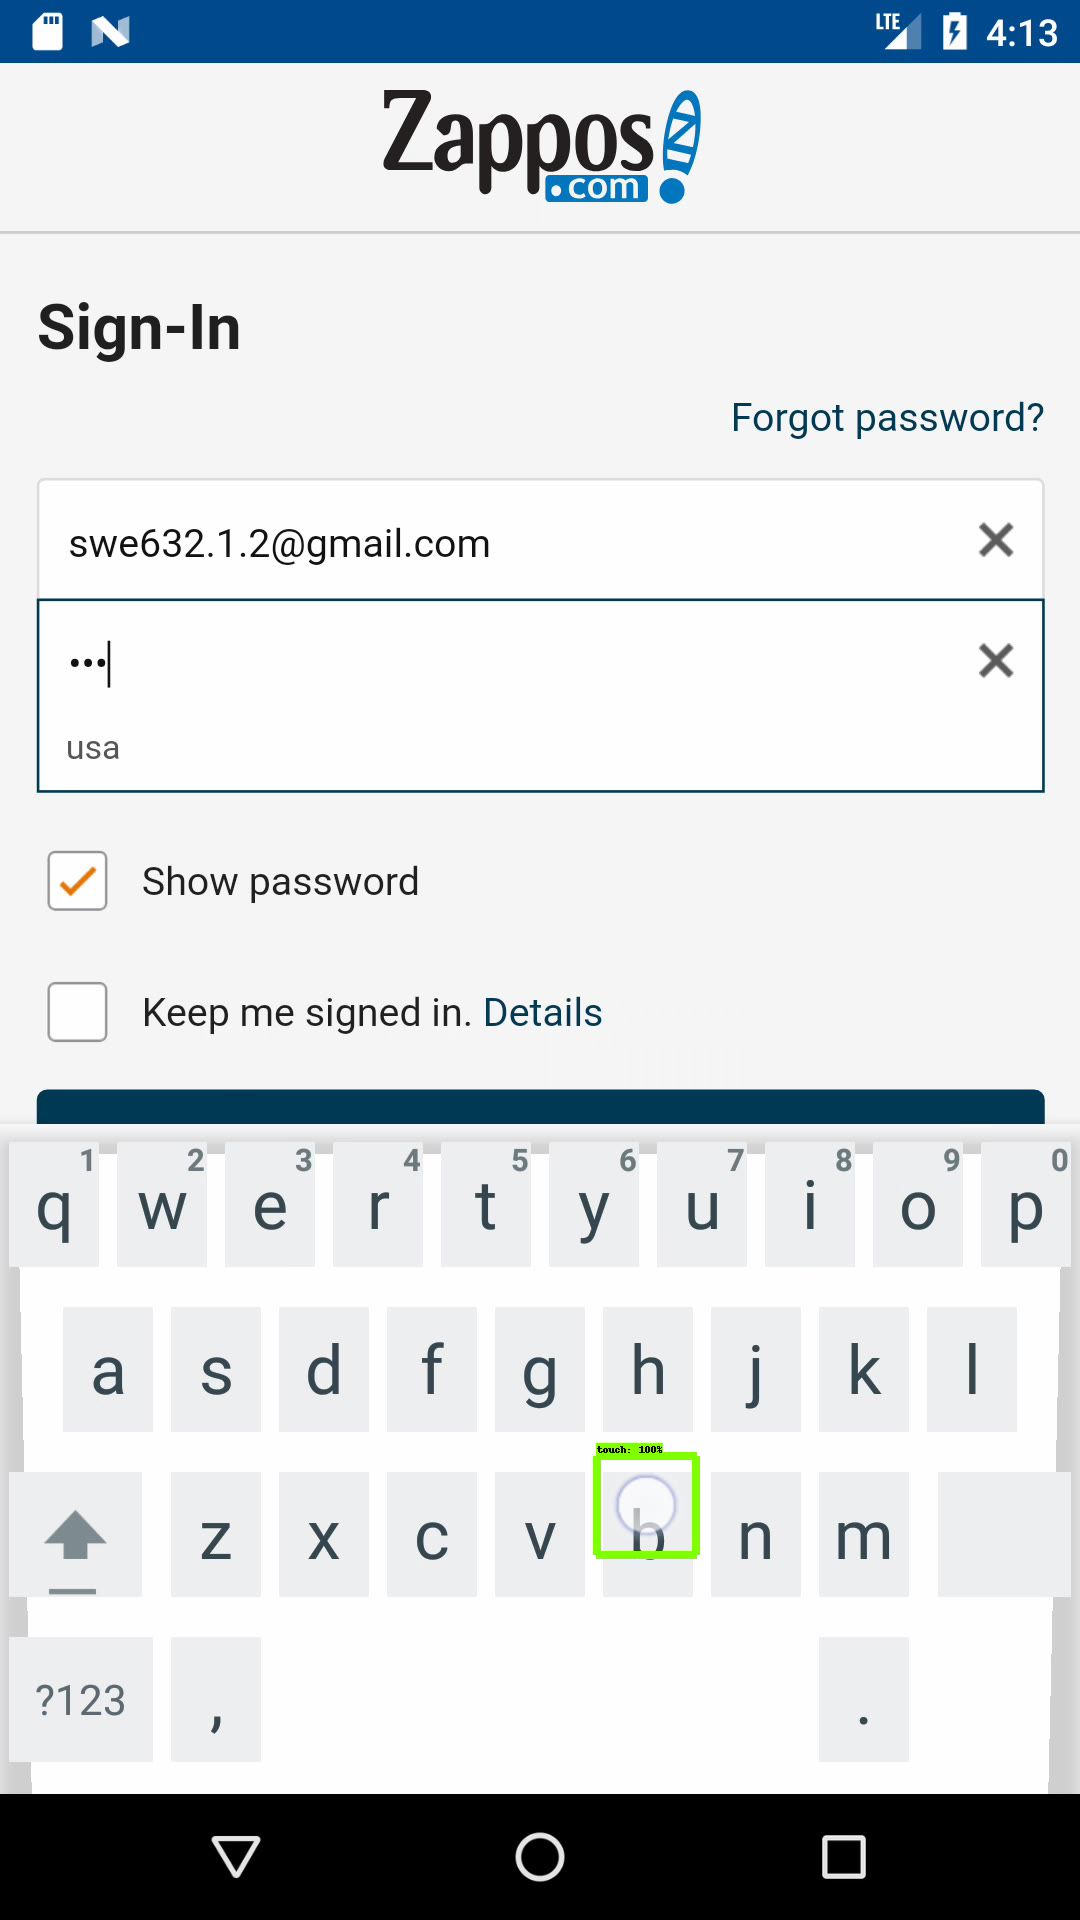 LTE 4:13
Zappos
.com
Sign-In
Forgot password?
swe632.1.2@gmail.com
•••
usa
Show password
Keep me signed in. Details
1 2 3 4 5 6 7 8 9 0
q w e r t y u i o p
a s d f g h j k l
touch: 100%
z x c v b n m
?123 , .